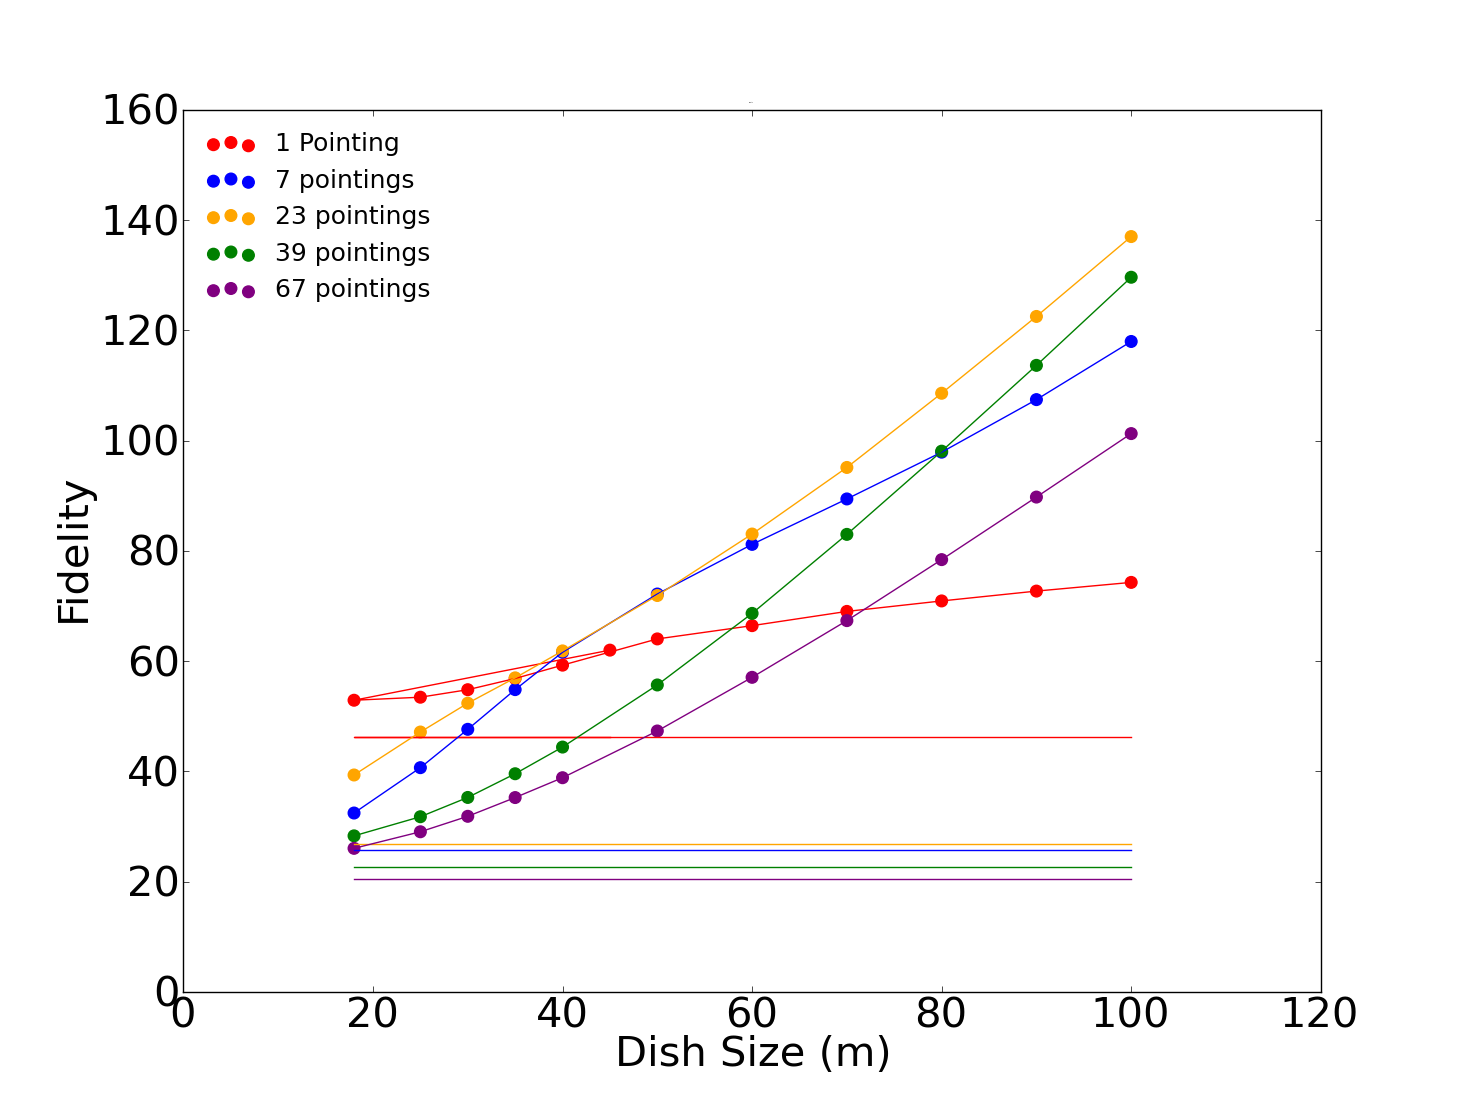 160
140
120
100
80
60
40
20
0
Fidelity
1 Pointing
7 pointings
23 pointings
39 pointings
67 pointings
0 20 40 60 80 100 120
Dish Size (m)